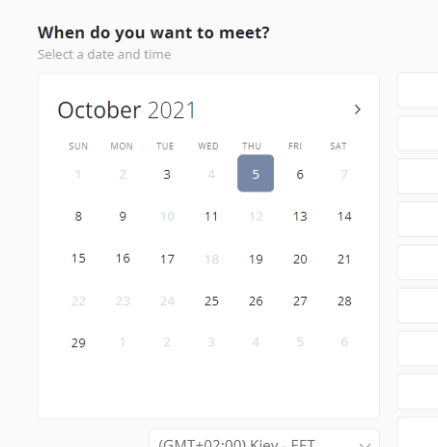 When do you want to meet?
Select a date and time
October 2021 >
SUN MON TUE WED THU FRI SAT
1 2 3 4 5 6 7
8 9 10 11 12 13 14
15 16 17 18 19 20 21
22 23 24 25 26 27 28
29 1 2 3 4 5 6
(GMT+02:00) Kiev - EET